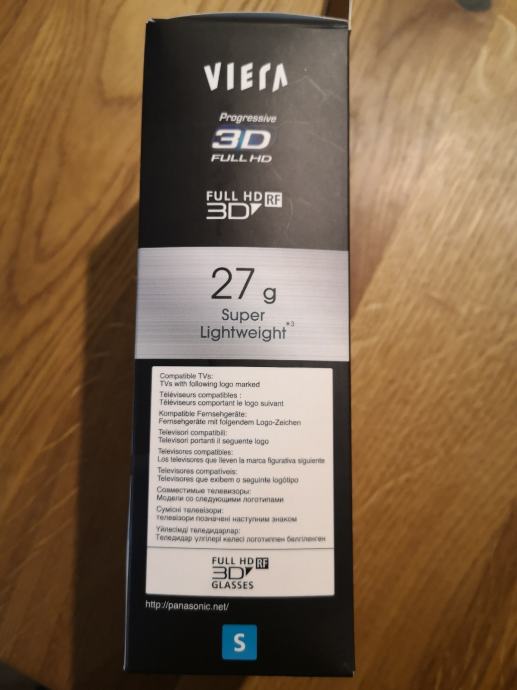 VIERA
Progressive
3D
FULL HD
FULL HD
3D RF
27 g
Super
Lightweight*3
Compatible TVs:
TVs with following logo marked
Téléviseurs compatibles :
Téléviseurs comportant le logo suivant
Kompatible Fernsehgeräte:
Fernsehgeräte mit folgendem Logo-Zeichen
Televisori compatibili:
Televisori portanti il seguente logo
Televisores compatibles:
Los televisores que lleven la marca figurativa siguiente
Televisores compatíveis:
Televisores que exibem o seguinte logótipo
Совместимые телевизоры:
Модели со следующими логотипами
Сумісні телевізори:
телевізори позначені наступним знаком
Үйлесімді теледидарлар:
Теледидар үлгілері келесі логотиппен белгіленген
FULL HD
3D RF
GLASSES
http://panasonic.net/
S